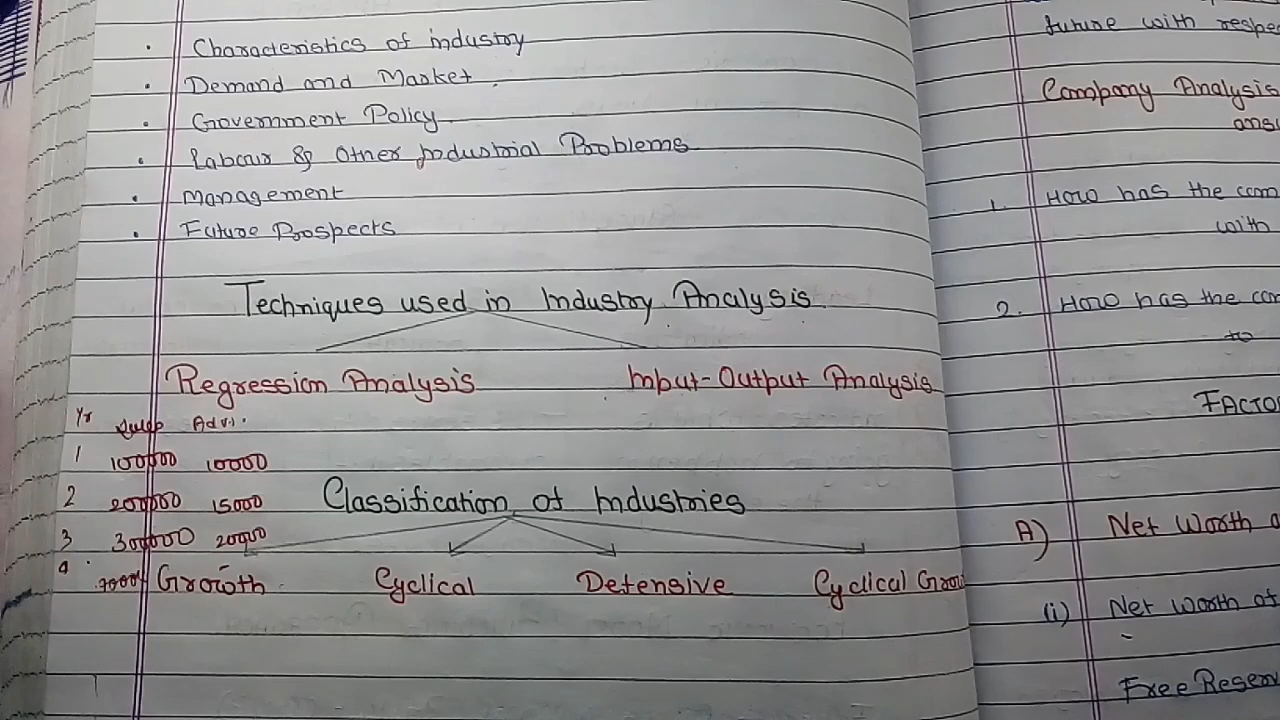 • Characteristics of industry
• Demand and Market.
• Government Policy
• Labour & Other Industrial Problems
• Management
• Future Prospects
Techniques used in Industry Analysis
Regression Analysis Input-Output Analysis
Yr Adv.
1 100000 10000
2 200000 15000
3 300000 20000
4
Classification of Industries
Growth Cyclical Defensive Cyclical Grow
future with respe
Company Analysis
ans
1. How has the com
with
2. How has the com
to
FACTO
A) Net Worth a
(i) Net Worth of
Free Reserv